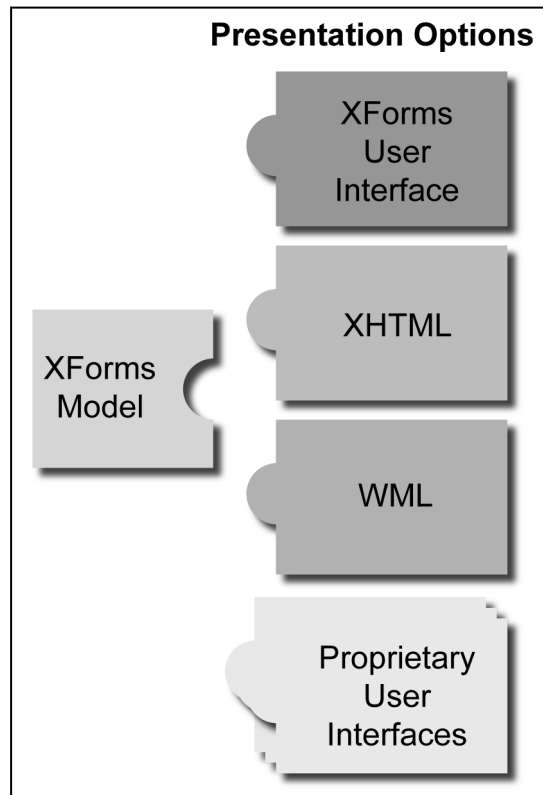 Presentation Options
XForms
User
Interface
XHTML
XForms
Model
WML
Proprietary
User
Interfaces